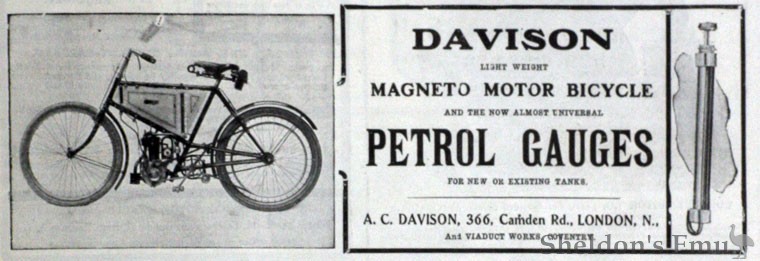 DAVISON
LIGHT WEIGHT
MAGNETO MOTOR BICYCLE
AND THE NOW ALMOST UNIVERSAL
PETROL GAUGES
FOR NEW OR EXISTING TANKS.
A. C. DAVISON, 366, Camden Rd., LONDON, N.,
And VIADUCT WORKS, COVENTRY.
Sheldon's Emu